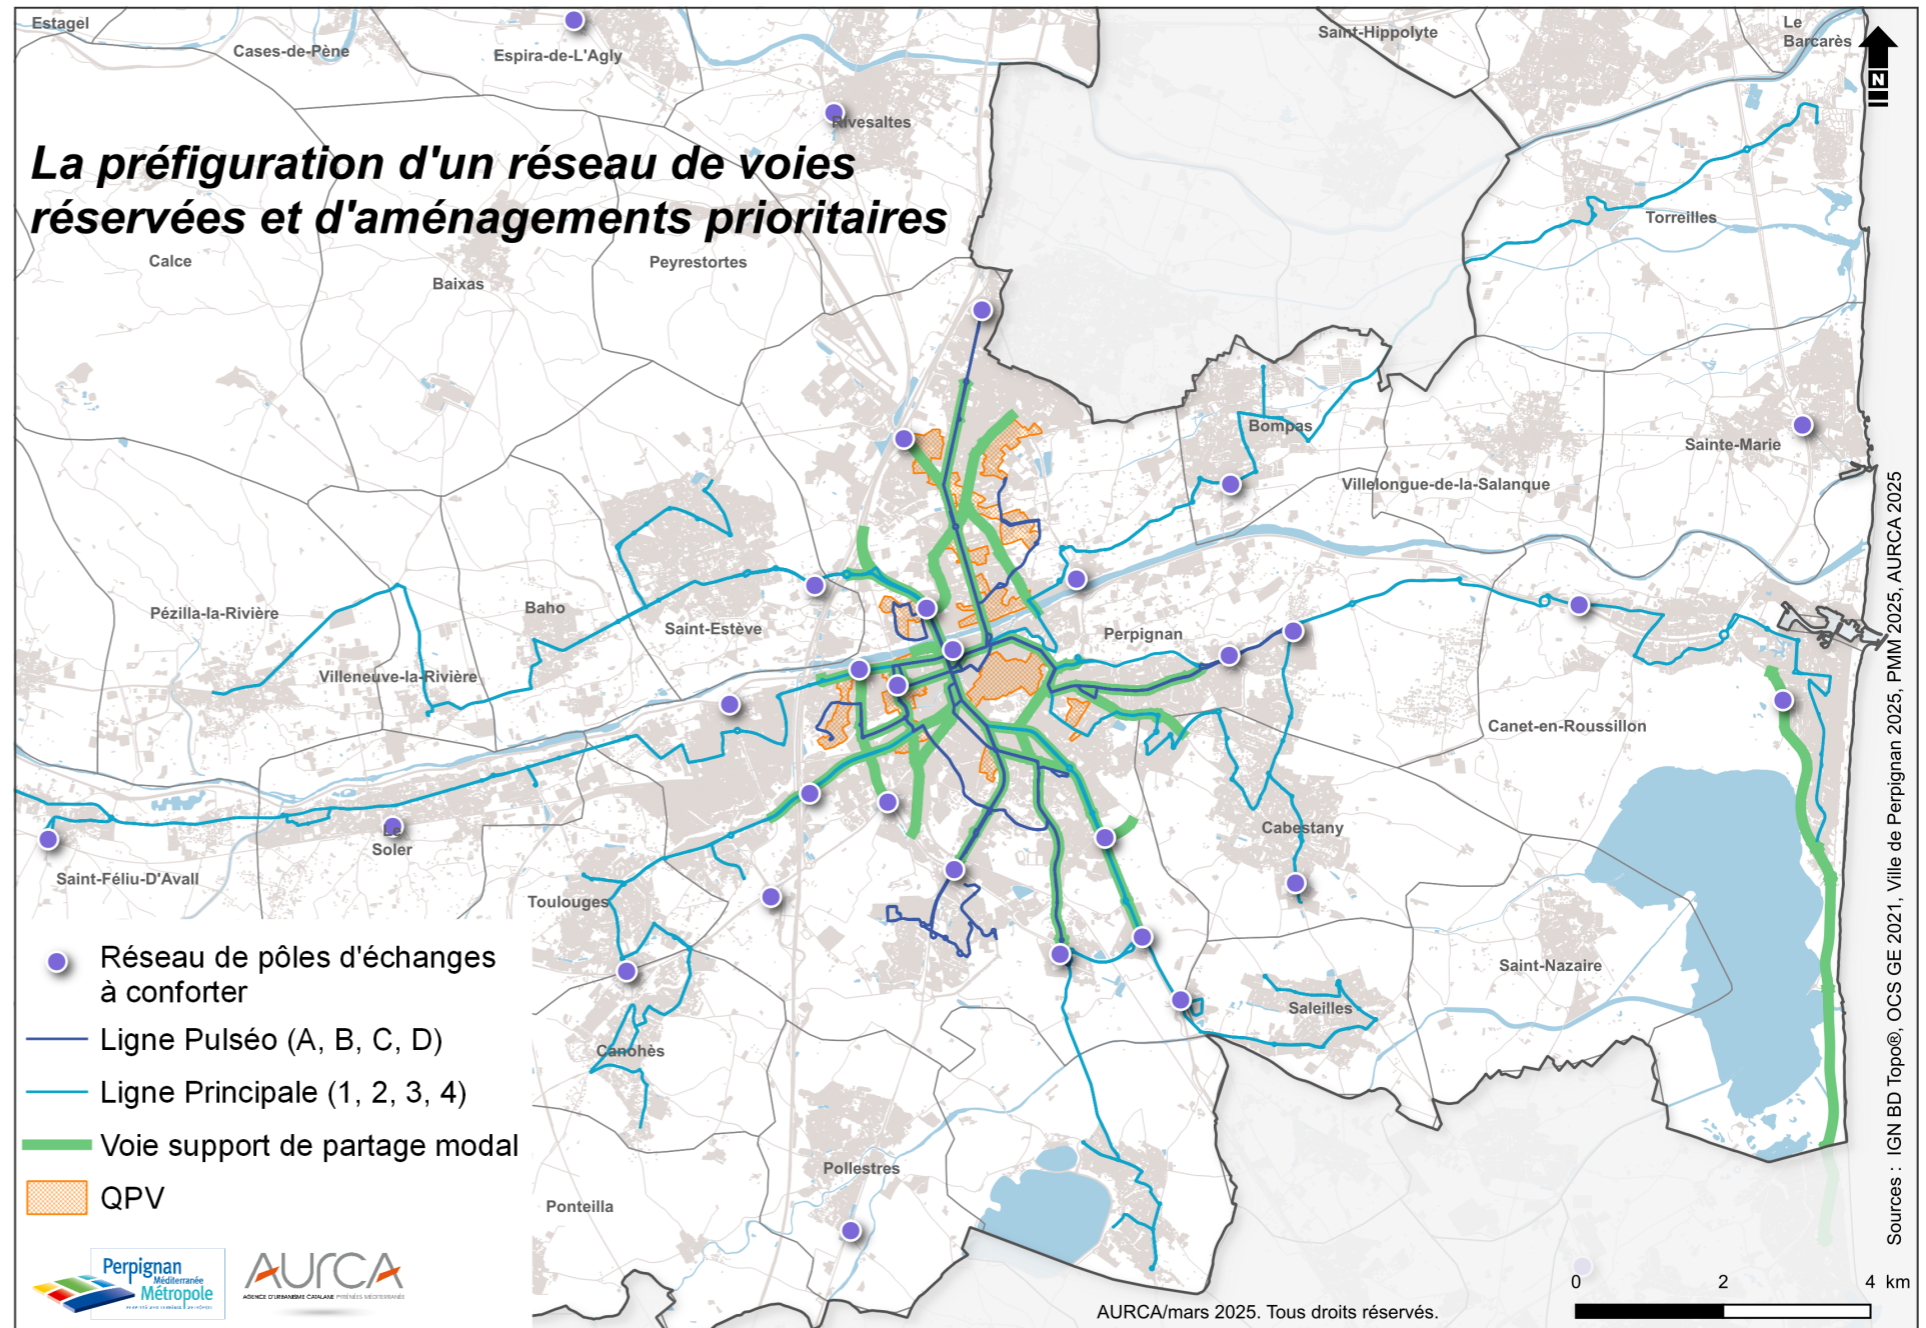 Estagel
Cases-de-Pène
Espira-de-L'Agly
Saint-Hippolyte
Le
Barcarès
N
Rivesaltes
La préfiguration d'un réseau de voies
réservées et d'aménagements prioritaires
Torreilles
Calce
Baixas
Peyrestortes
Bompas
Sainte-Marie
Villelongue-de-la-Salanque
Pézilla-la-Rivière
Baho
Saint-Estève
Perpignan
Villeneuve-la-Rivière
Canet-en-Roussillon
Le
Soler
Cabestany
Saint-Féliu-D'Avall
Toulouges
Saint-Nazaire
Saleilles
Canohès
Pollestres
Ponteilla
Réseau de pôles d'échanges
à conforter
Ligne Pulséo (A, B, C, D)
Ligne Principale (1, 2, 3, 4)
Voie support de partage modal
QPV
Perpignan
Méditerranée
Métropole
AURCA
AGENCE D'URBANISME CATALANE PYRÉNÉES MÉDITERRANÉE
AURCA/mars 2025. Tous droits réservés.
0 2 4 km
Sources : IGN BD Topo®, OCS GE 2021, Ville de Perpignan 2025, PMM 2025, AURCA 2025